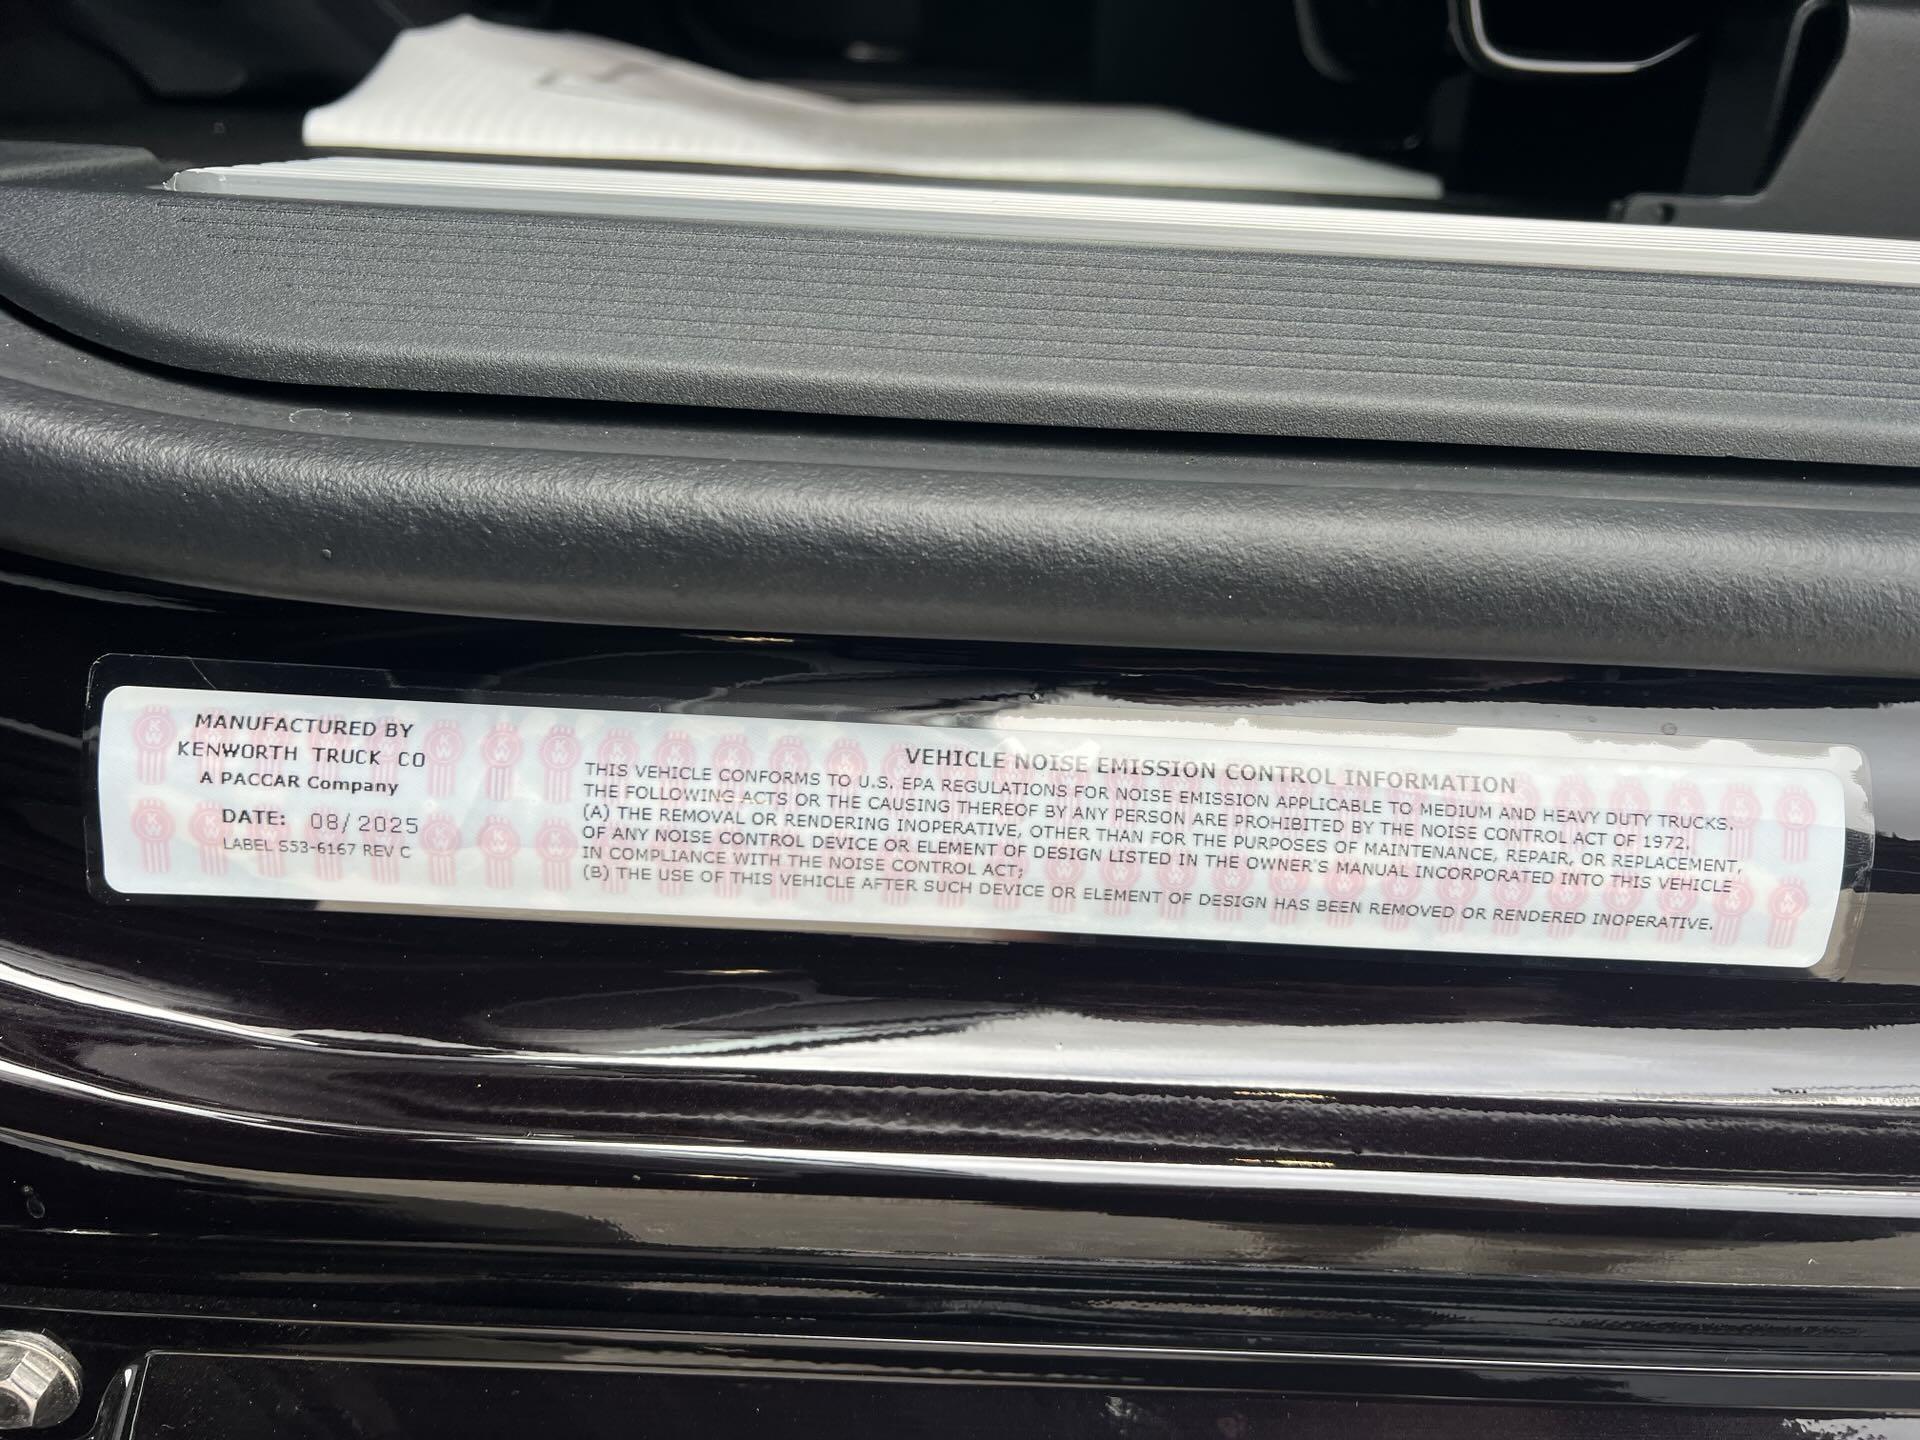 MANUFACTURED BY
KENWORTH TRUCK CO
A PACCAR Company
DATE: 08/2025
LABEL S53-6167 REV C
VEHICLE NOISE EMISSION CONTROL INFORMATION
THIS VEHICLE CONFORMS TO U.S. EPA REGULATIONS FOR NOISE EMISSION APPLICABLE TO MEDIUM AND HEAVY DUTY TRUCKS.
THE FOLLOWING ACTS OR THE CAUSING THEREOF BY ANY PERSON ARE PROHIBITED BY THE NOISE CONTROL ACT OF 1972.
(A) THE REMOVAL OR RENDERING INOPERATIVE, OTHER THAN FOR THE PURPOSES OF MAINTENANCE, REPAIR, OR REPLACEMENT,
OF ANY NOISE CONTROL DEVICE OR ELEMENT OF DESIGN LISTED IN THE OWNER'S MANUAL INCORPORATED INTO THIS VEHICLE
IN COMPLIANCE WITH THE NOISE CONTROL ACT;
(B) THE USE OF THIS VEHICLE AFTER SUCH DEVICE OR ELEMENT OF DESIGN HAS BEEN REMOVED OR RENDERED INOPERATIVE.